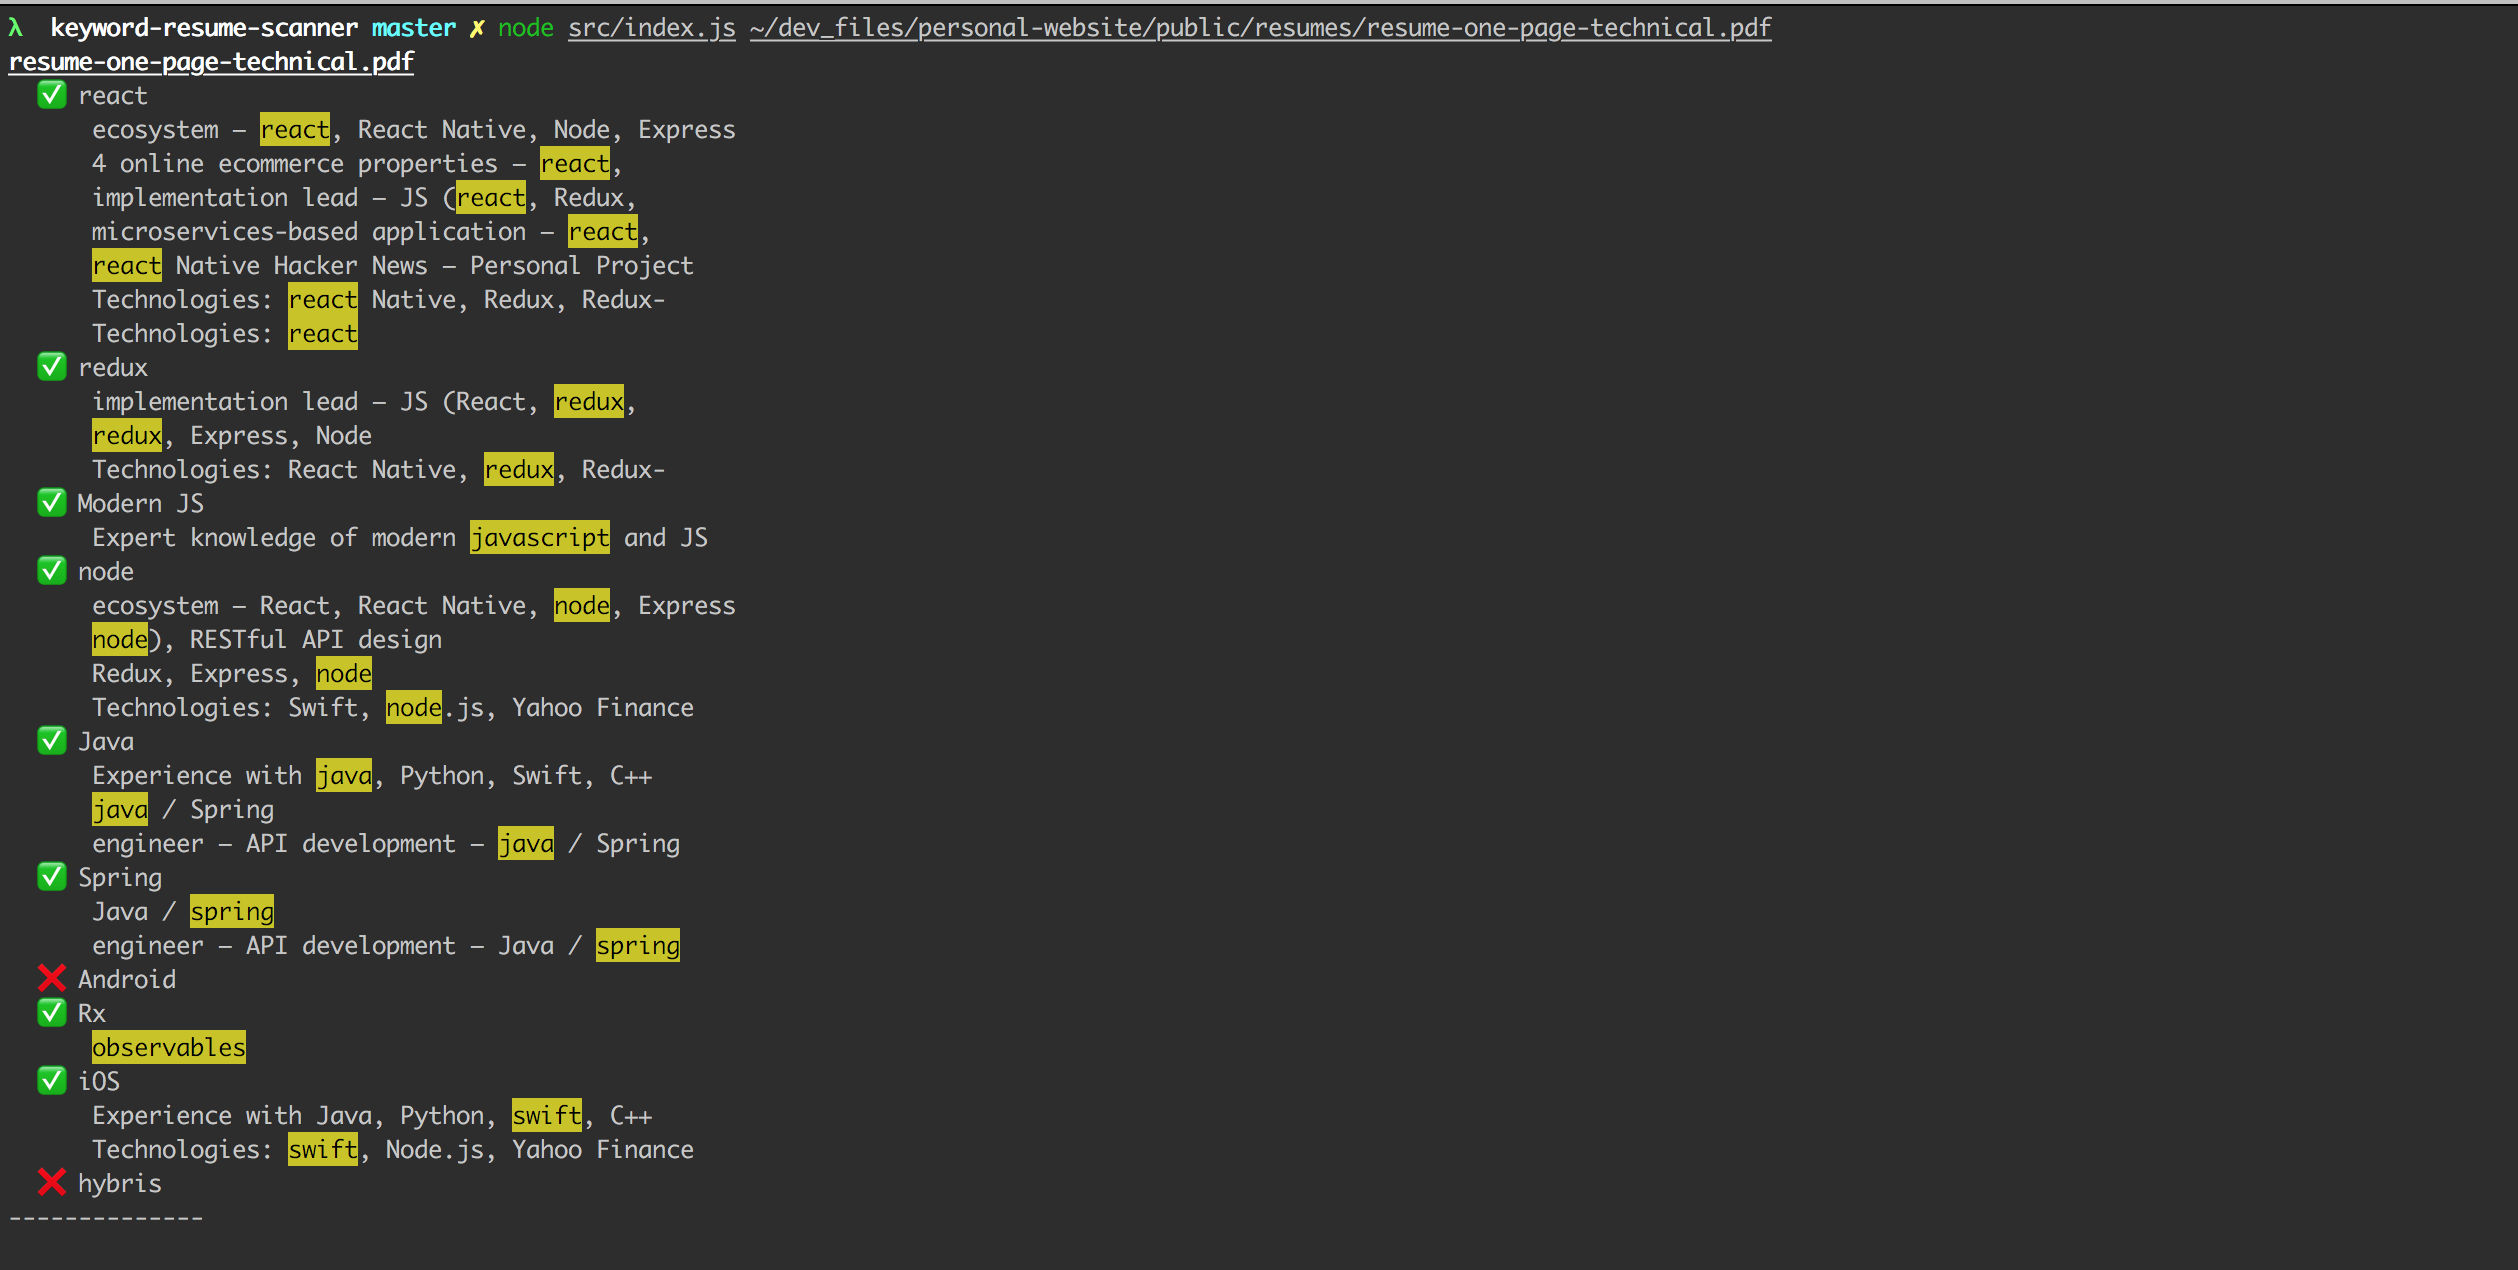 λ keyword-resume-scanner master ✗ node src/index.js ~/dev_files/personal-website/public/resumes/resume-one-page-technical.pdf
resume-one-page-technical.pdf
✅ react
ecosystem – react, React Native, Node, Express
4 online ecommerce properties – react,
implementation lead – JS (react, Redux,
microservices-based application – react,
react Native Hacker News – Personal Project
Technologies: react Native, Redux, Redux-
Technologies: react
✅ redux
implementation lead – JS (React, redux,
redux, Express, Node
Technologies: React Native, redux, Redux-
✅ Modern JS
Expert knowledge of modern javascript and JS
✅ node
ecosystem – React, React Native, node, Express
node), RESTful API design
Redux, Express, node
Technologies: Swift, node.js, Yahoo Finance
✅ Java
Experience with java, Python, Swift, C++
java / Spring
engineer – API development – java / Spring
✅ Spring
Java / spring
engineer – API development – Java / spring
❌ Android
✅ Rx
observables
✅ iOS
Experience with Java, Python, swift, C++
Technologies: swift, Node.js, Yahoo Finance
❌ hybris
--------------